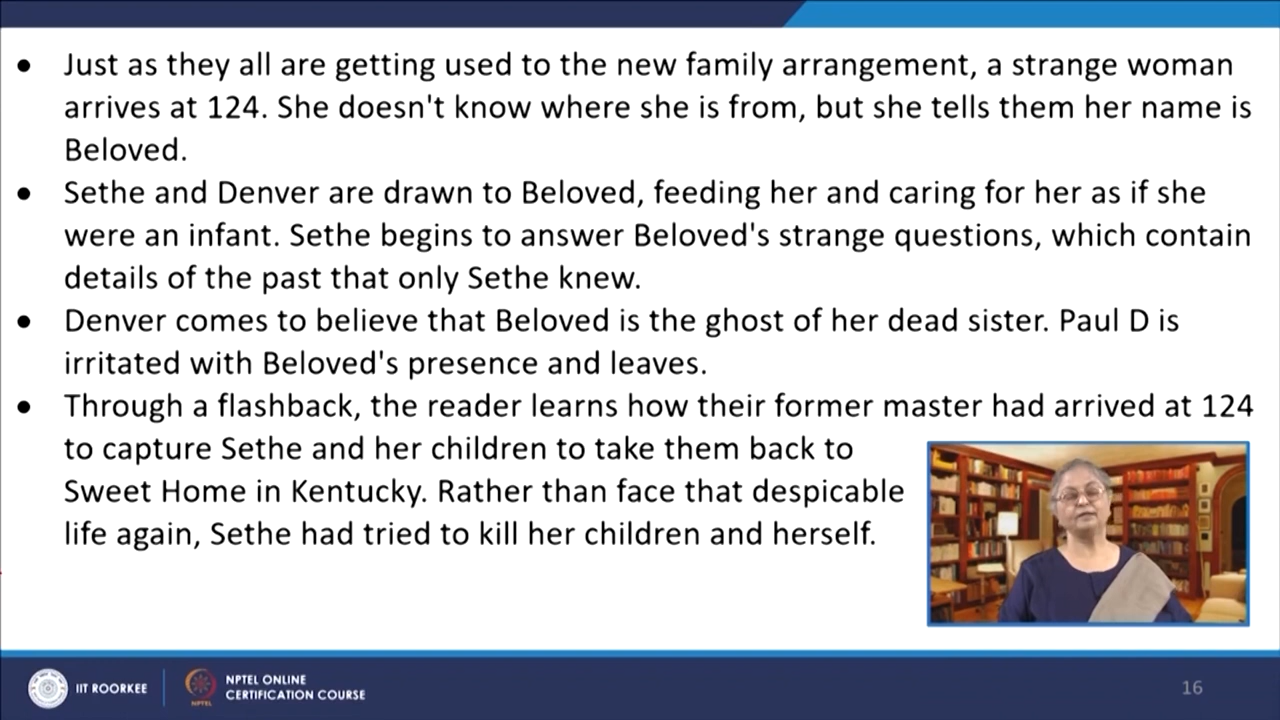 ● Just as they all are getting used to the new family arrangement, a strange woman
arrives at 124. She doesn't know where she is from, but she tells them her name is
Beloved.
● Sethe and Denver are drawn to Beloved, feeding her and caring for her as if she
were an infant. Sethe begins to answer Beloved's strange questions, which contain
details of the past that only Sethe knew.
● Denver comes to believe that Beloved is the ghost of her dead sister. Paul D is
irritated with Beloved's presence and leaves.
● Through a flashback, the reader learns how their former master had arrived at 124
to capture Sethe and her children to take them back to
Sweet Home in Kentucky. Rather than face that despicable
life again, Sethe had tried to kill her children and herself.
IIT ROORKEE
NPTEL
NPTEL ONLINE
CERTIFICATION COURSE
16